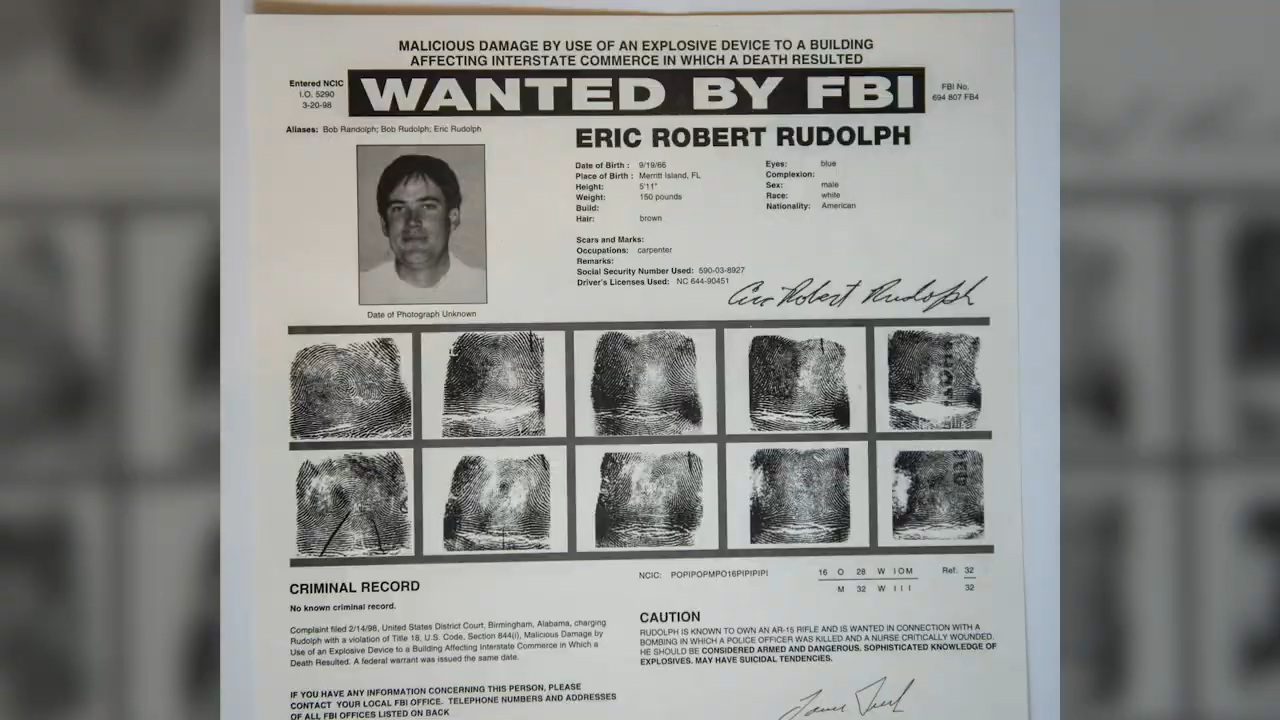 MALICIOUS DAMAGE BY USE OF AN EXPLOSIVE DEVICE TO A BUILDING
AFFECTING INTERSTATE COMMERCE IN WHICH A DEATH RESULTED
Entered NCIC
I.O. 5290
3-20-98
WANTED BY FBI
FBI No.
694 807 FB4
Aliases: Bob Randolph; Bob Rudolph; Eric Rudolph
ERIC ROBERT RUDOLPH
Date of Birth : 9/19/66
Place of Birth : Merritt Island, FL
Height: 5'11"
Weight: 150 pounds
Build:
Hair: brown
Eyes: blue
Complexion:
Sex: male
Race: white
Nationality: American
Scars and Marks:
Occupations: carpenter
Remarks:
Social Security Number Used: 590-03-8927
Driver's Licenses Used: NC 644-90451
Eric Robert Rudolph
Date of Photograph Unknown
NCIC: POPIPOPMPO16PIPIPIPI
16 O 28 W IOM Ref: 32
M 32 W III 32
CRIMINAL RECORD
No known criminal record.
Complaint filed 2/14/98, United States District Court, Birmingham, Alabama, charging
Rudolph with a violation of Title 18, U.S. Code, Section 844(i), Malicious Damage by
Use of an Explosive Device to a Building Affecting Interstate Commerce in Which a
Death Resulted. A federal warrant was issued the same date.
IF YOU HAVE ANY INFORMATION CONCERNING THIS PERSON, PLEASE
CONTACT YOUR LOCAL FBI OFFICE. TELEPHONE NUMBERS AND ADDRESSES
OF ALL FBI OFFICES LISTED ON BACK
CAUTION
RUDOLPH IS KNOWN TO OWN AN AR-15 RIFLE AND IS WANTED IN CONNECTION WITH A
BOMBING IN WHICH A POLICE OFFICER WAS KILLED AND A NURSE CRITICALLY WOUNDED.
HE SHOULD BE CONSIDERED ARMED AND DANGEROUS. SOPHISTICATED KNOWLEDGE OF
EXPLOSIVES. MAY HAVE SUICIDAL TENDENCIES.